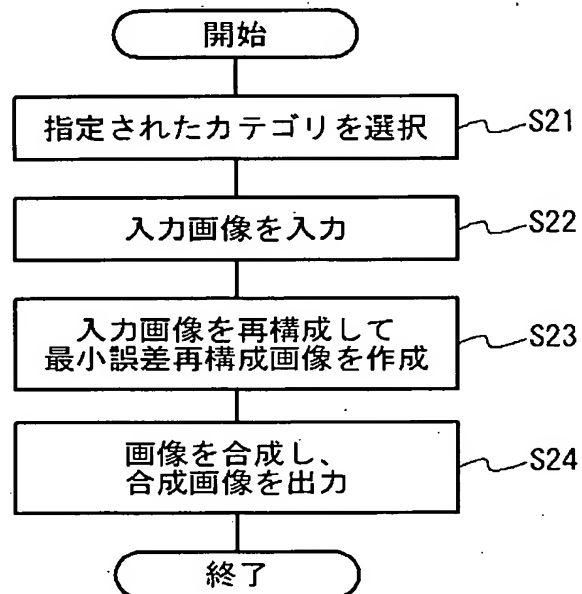 開始
指定されたカテゴリを選択
S21
入力画像を入力
S22
入力画像を再構成して
最小誤差再構成画像を作成
S23
画像を合成し、
合成画像を出力
S24
終了